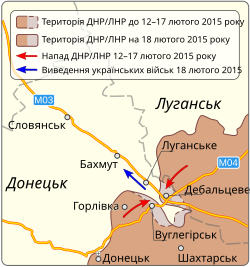 Територія ДНР/ЛНР до 12–17 лютого 2015 року
Територія ДНР/ЛНР на 18 лютого 2015 року
Напад ДНР/ЛНР 12–17 лютого 2015 року
Виведення українських військ 18 лютого 2015
M03
Луганськ
Слов'янськ
Луганське
Бахмут
M04
Донецьк
Дебальцеве
Горлівка
Вуглегірськ
Донецьк
Шахтарськ